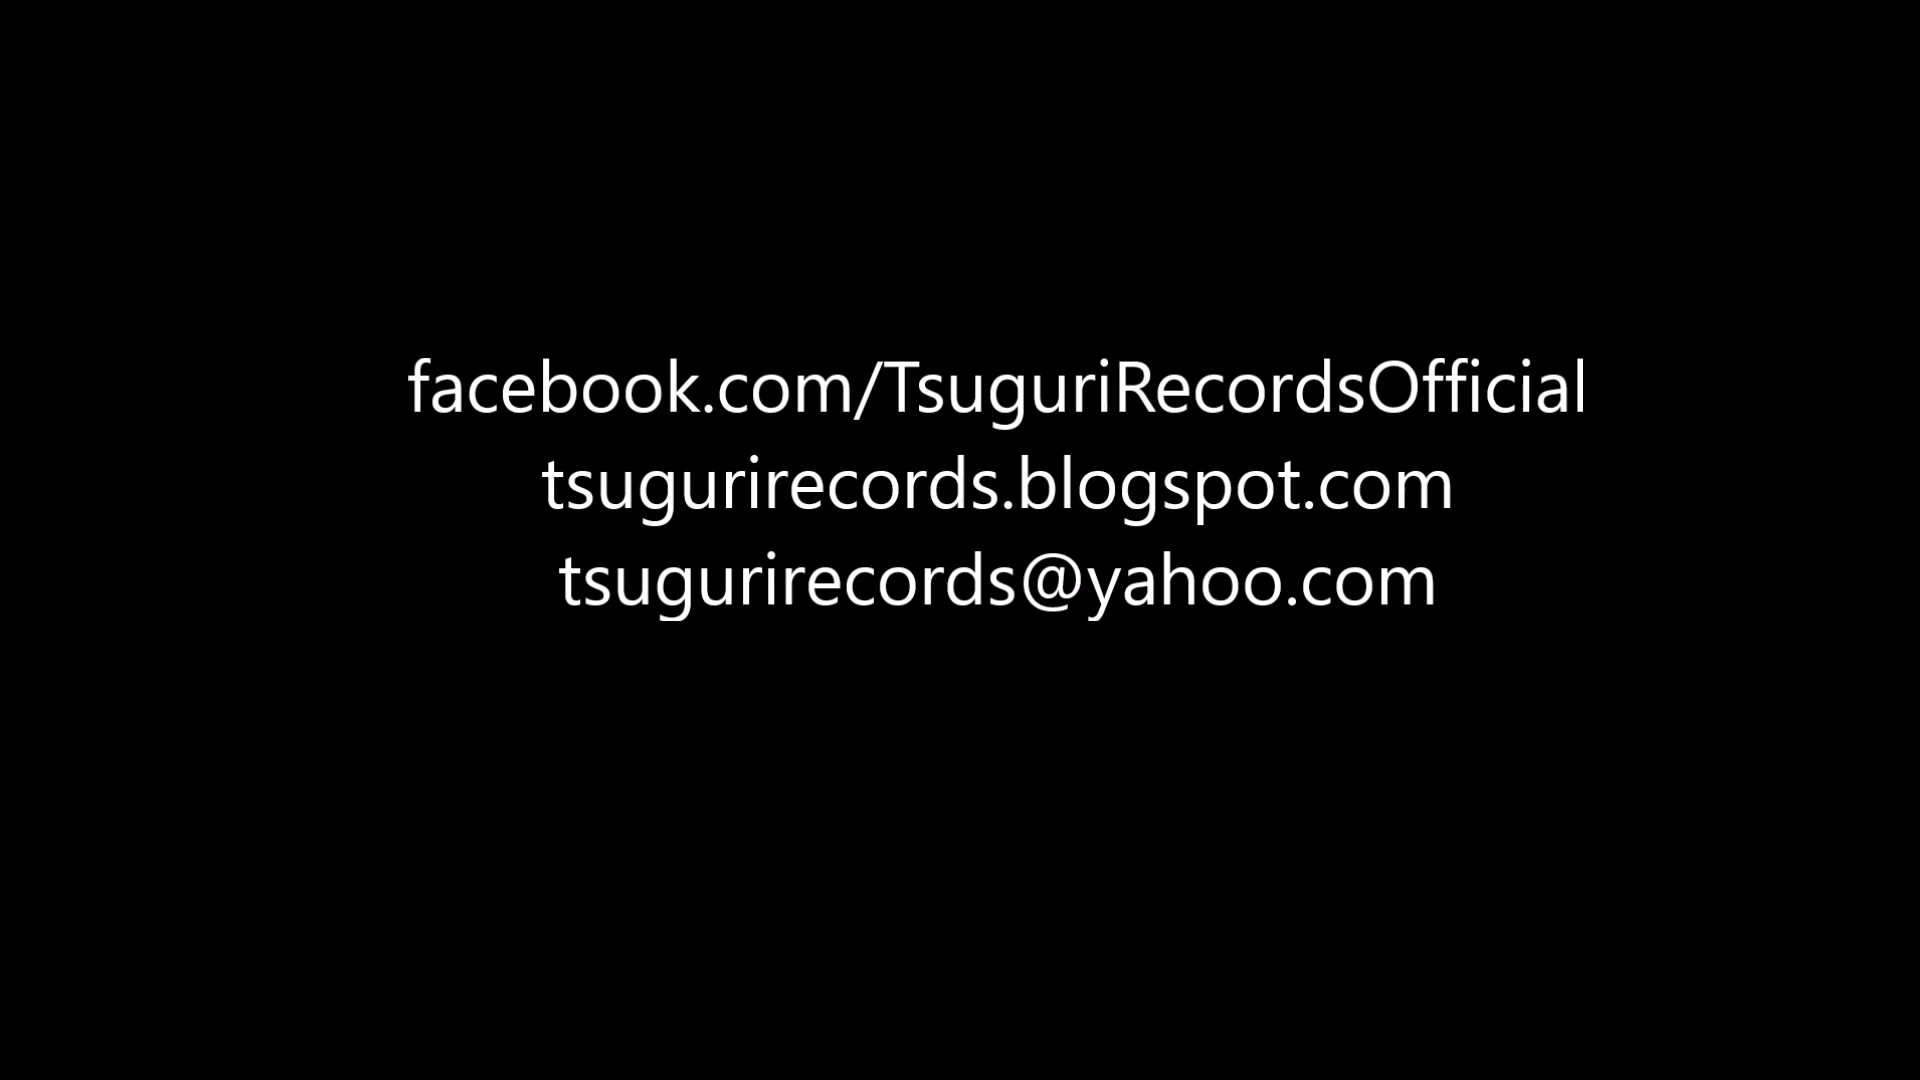 facebook.com/TsuguriRecordsOfficial
tsugurirecords.blogspot.com
tsugurirecords@yahoo.com